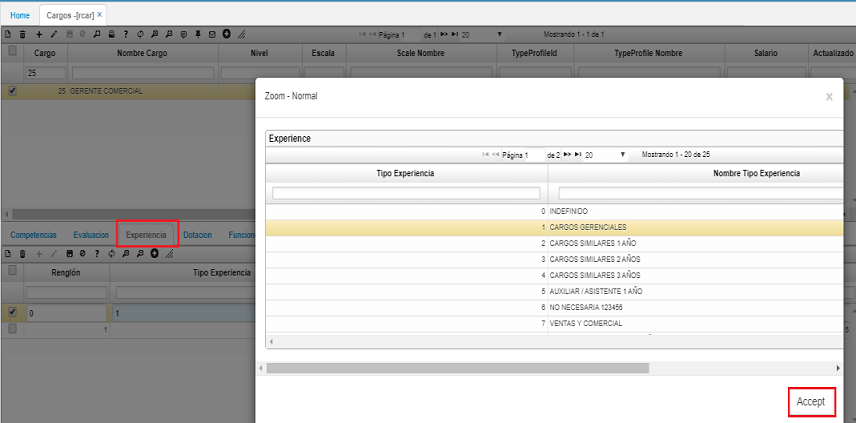 Home Cargos -[rcar] X
Página 1 de 1 20 Mostrando 1 - 1 de 1
Cargo Nombre Cargo Nivel Escala Scale Nombre TypeProfileId TypeProfile Nombre Salario Actualizado
25
25 GERENTE COMERCIAL
Zoom - Normal x
Experience
Página 1 de 2 20 Mostrando 1 - 20 de 25
Tipo Experiencia Nombre Tipo Experiencia
0 INDEFINIDO
1 CARGOS GERENCIALES
2 CARGOS SIMILARES 1 AÑO
3 CARGOS SIMILARES 2 AÑOS
4 CARGOS SIMILARES 3 AÑOS
5 AUXILIAR / ASISTENTE 1 AÑO
6 NO NECESARIA 123456
7 VENTAS Y COMERCIAL
Accept
Competencias Evaluacion Experiencia Dotacion Funcion
Renglón Tipo Experiencia
0 1
1 5